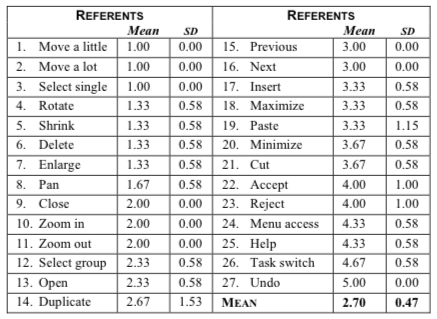 REFERENTS REFERENTS
Mean SD Mean SD
1. Move a little 1.00 0.00 15. Previous 3.00 0.00
2. Move a lot 1.00 0.00 16. Next 3.00 0.00
3. Select single 1.00 0.00 17. Insert 3.33 0.58
4. Rotate 1.33 0.58 18. Maximize 3.33 0.58
5. Shrink 1.33 0.58 19. Paste 3.33 1.15
6. Delete 1.33 0.58 20. Minimize 3.67 0.58
7. Enlarge 1.33 0.58 21. Cut 3.67 0.58
8. Pan 1.67 0.58 22. Accept 4.00 1.00
9. Close 2.00 0.00 23. Reject 4.00 1.00
10. Zoom in 2.00 0.00 24. Menu access 4.33 0.58
11. Zoom out 2.00 0.00 25. Help 4.33 0.58
12. Select group 2.33 0.58 26. Task switch 4.67 0.58
13. Open 2.33 0.58 27. Undo 5.00 0.00
14. Duplicate 2.67 1.53 MEAN 2.70 0.47